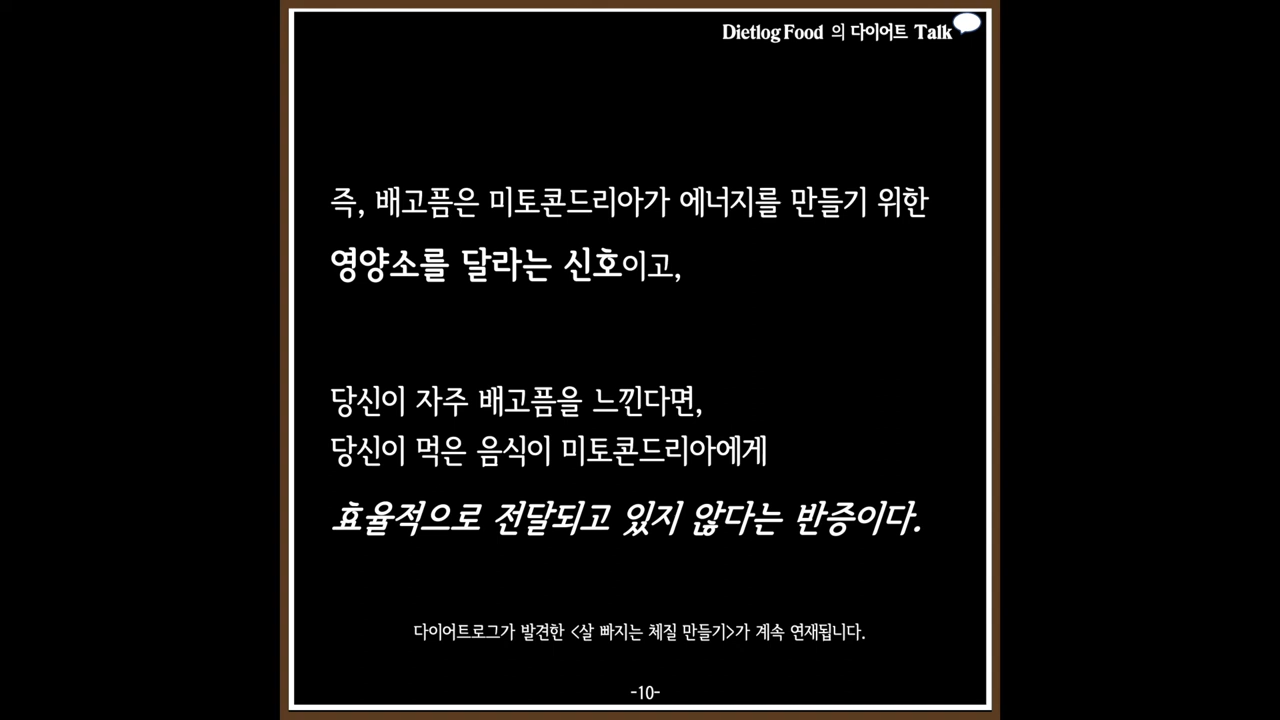 Dietlog Food 의 다이어트 Talk
즉, 배고픔은 미토콘드리아가 에너지를 만들기 위한
영양소를 달라는 신호이고,
당신이 자주 배고픔을 느낀다면,
당신이 먹은 음식이 미토콘드리아에게
효율적으로 전달되고 있지 않다는 반증이다.
다이어트로그가 발견한 <살 빠지는 체질 만들기>가 계속 연재됩니다.
-10-